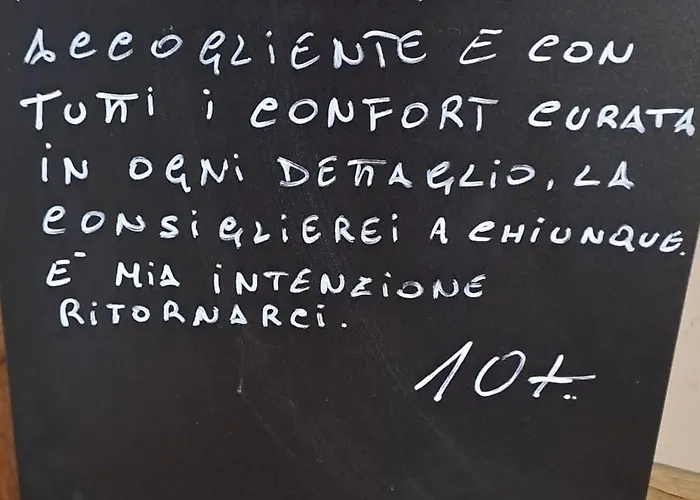 ACCOGLIENTE E CON
TUTTI I CONFORT CURATA
IN OGNI DETTAGLIO, LA
CONSIGLIEREI A CHIUNQUE.
E' MIA INTENZIONE
RITORNARCI.
10+